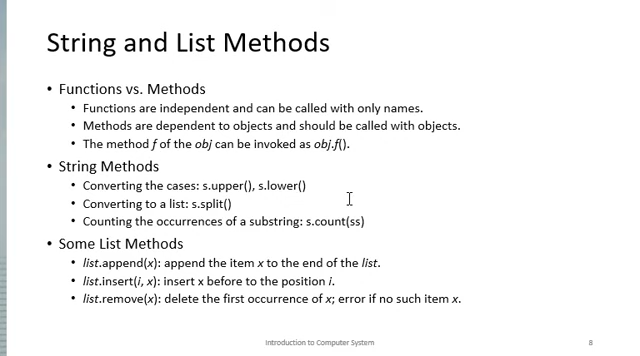 String and List Methods
• Functions vs. Methods
• Functions are independent and can be called with only names.
• Methods are dependent to objects and should be called with objects.
• The method f of the obj can be invoked as obj.f().
• String Methods
• Converting the cases: s.upper(), s.lower()
• Converting to a list: s.split()
• Counting the occurrences of a substring: s.count(ss)
• Some List Methods
• list.append(x): append the item x to the end of the list.
• list.insert(i, x): insert x before to the position i.
• list.remove(x): delete the first occurrence of x; error if no such item x.
Introduction to Computer System
8